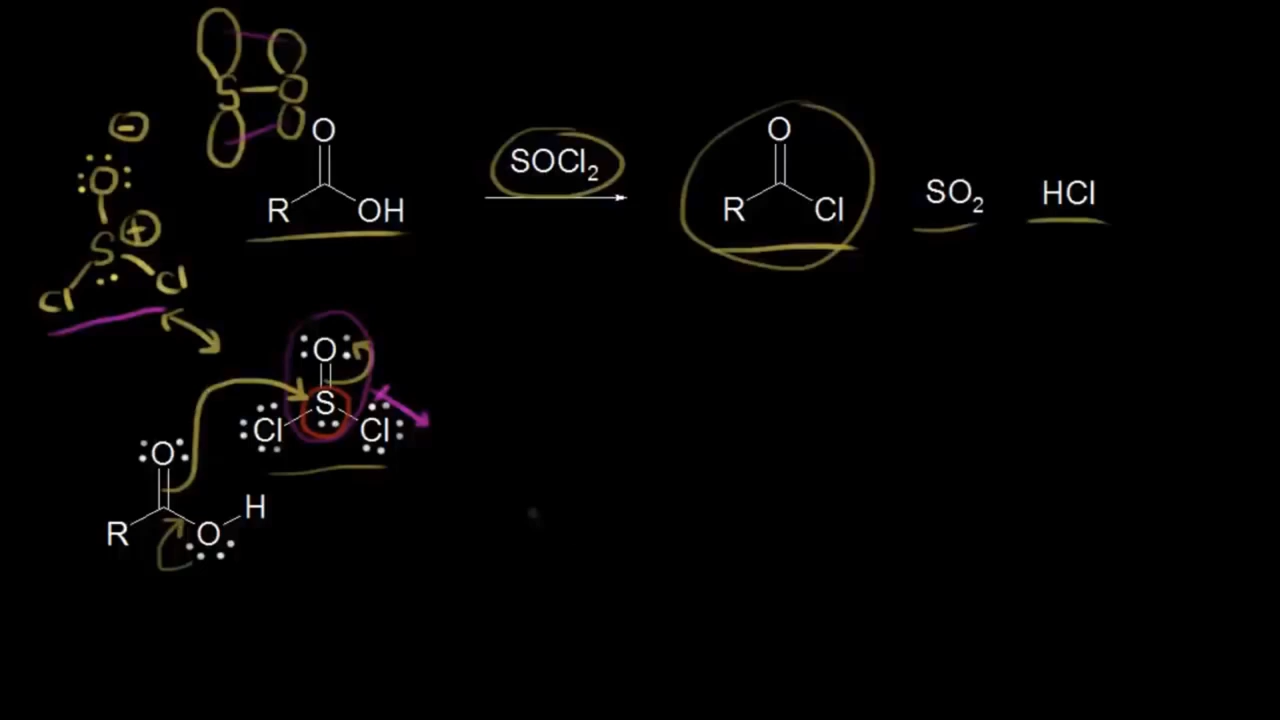 S O
O
R OH
SOCl2
O
R Cl
SO2
HCl
−
O
S +
Cl Cl
O
S
Cl Cl
O
R O H